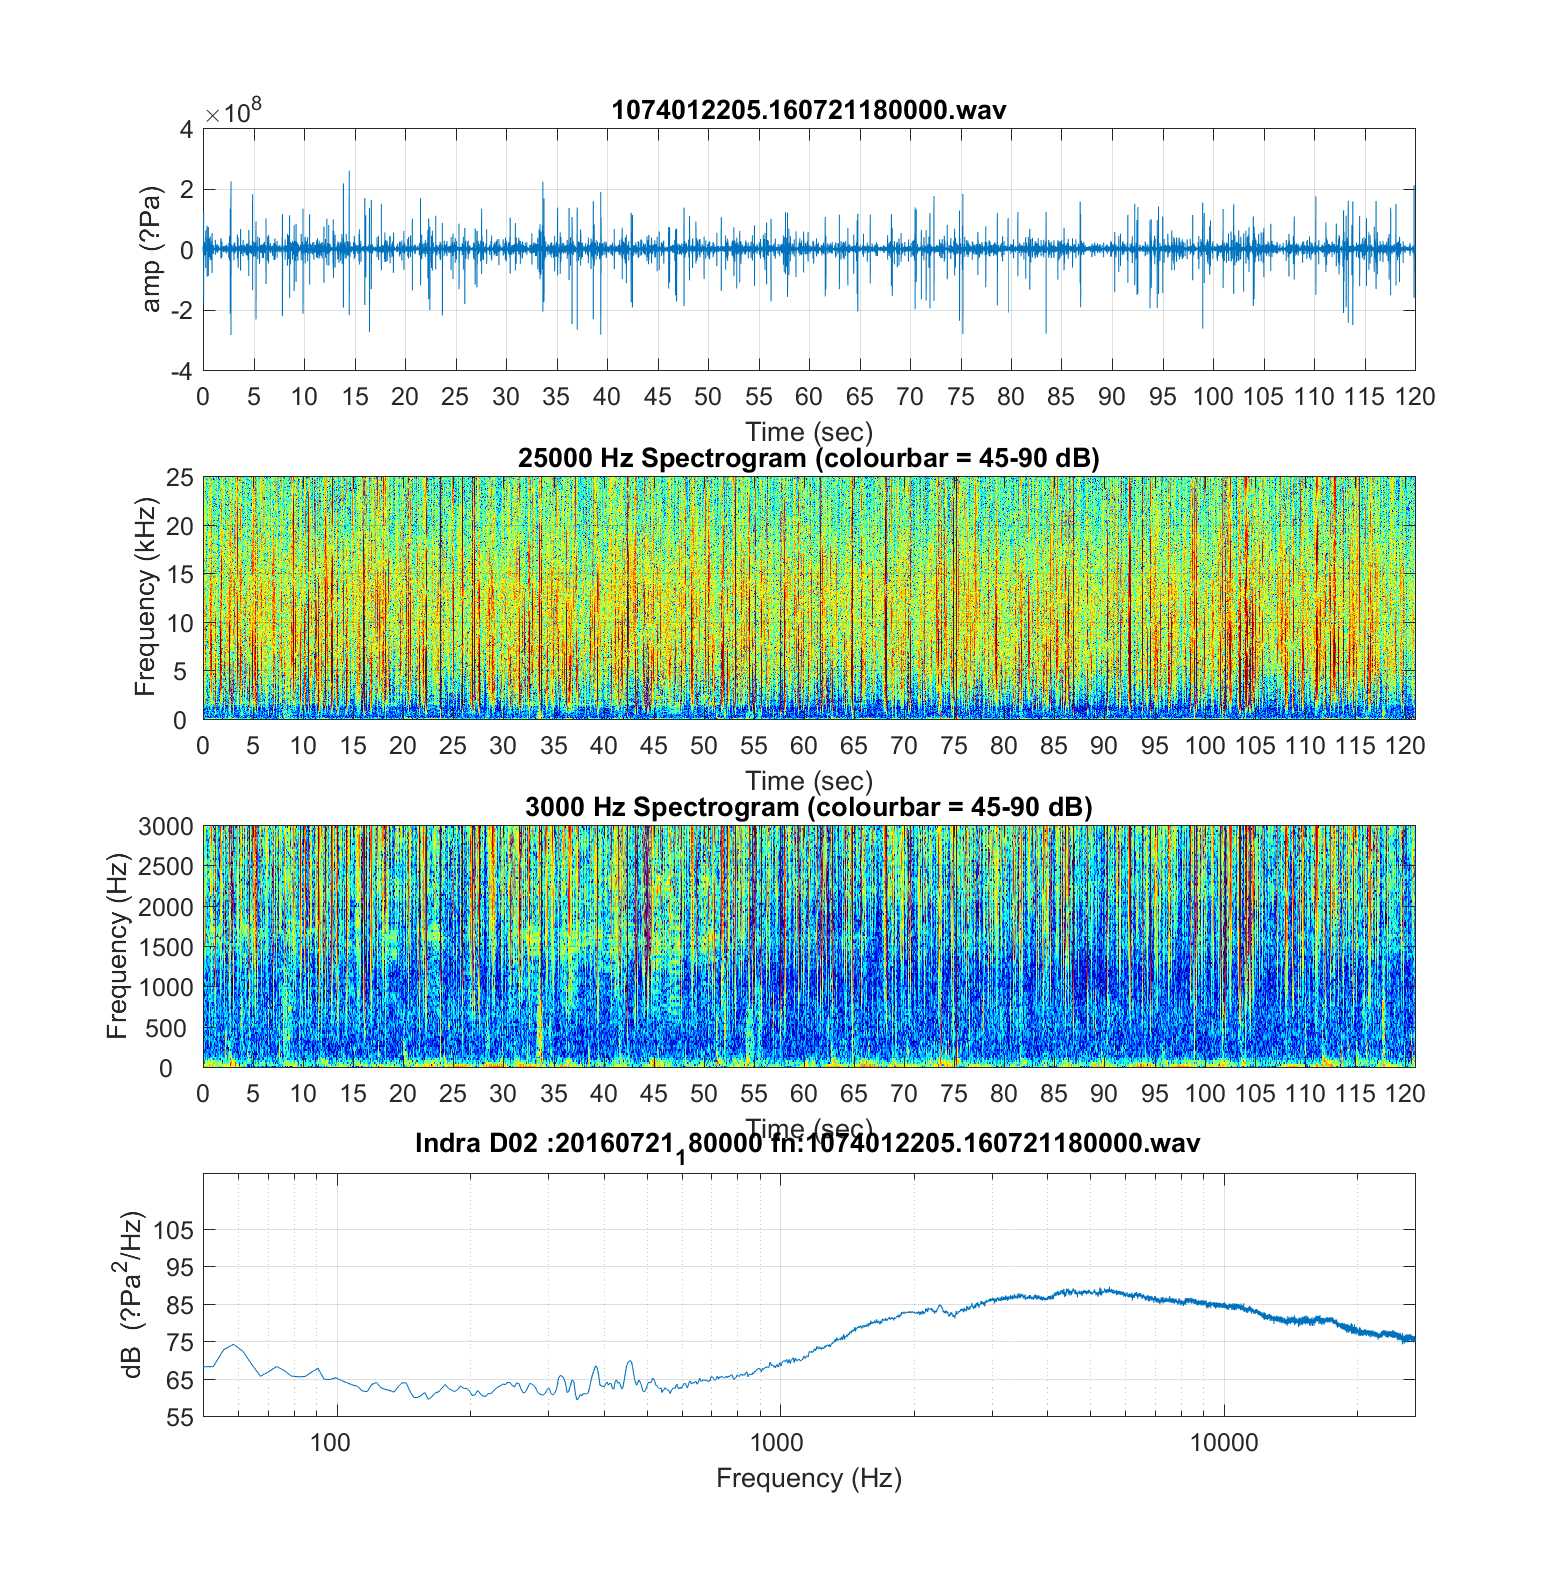 ×10^8
1074012205.160721180000.wav
4
2
0
-2
-4
amp (?Pa)
0 5 10 15 20 25 30 35 40 45 50 55 60 65 70 75 80 85 90 95 100 105 110 115 120
Time (sec)
25000 Hz Spectrogram (colourbar = 45-90 dB)
25
20
15
10
5
0
Frequency (kHz)
0 5 10 15 20 25 30 35 40 45 50 55 60 65 70 75 80 85 90 95 100 105 110 115 120
Time (sec)
3000 Hz Spectrogram (colourbar = 45-90 dB)
3000
2500
2000
1500
1000
500
0
Frequency (Hz)
0 5 10 15 20 25 30 35 40 45 50 55 60 65 70 75 80 85 90 95 100 105 110 115 120
Time (sec)
Indra D02 :20160721_180000 fn:1074012205.160721180000.wav
105
95
85
75
65
55
dB (?Pa^2/Hz)
100 1000 10000
Frequency (Hz)